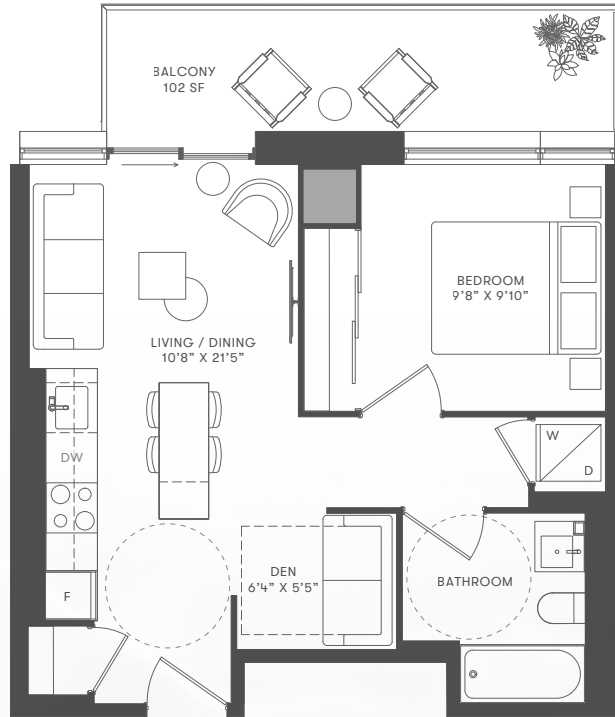 BALCONY
102 SF
BEDROOM
9'8" X 9'10"
LIVING / DINING
10'8" X 21'5"
W
D
DW
DEN
6'4" X 5'5"
BATHROOM
F